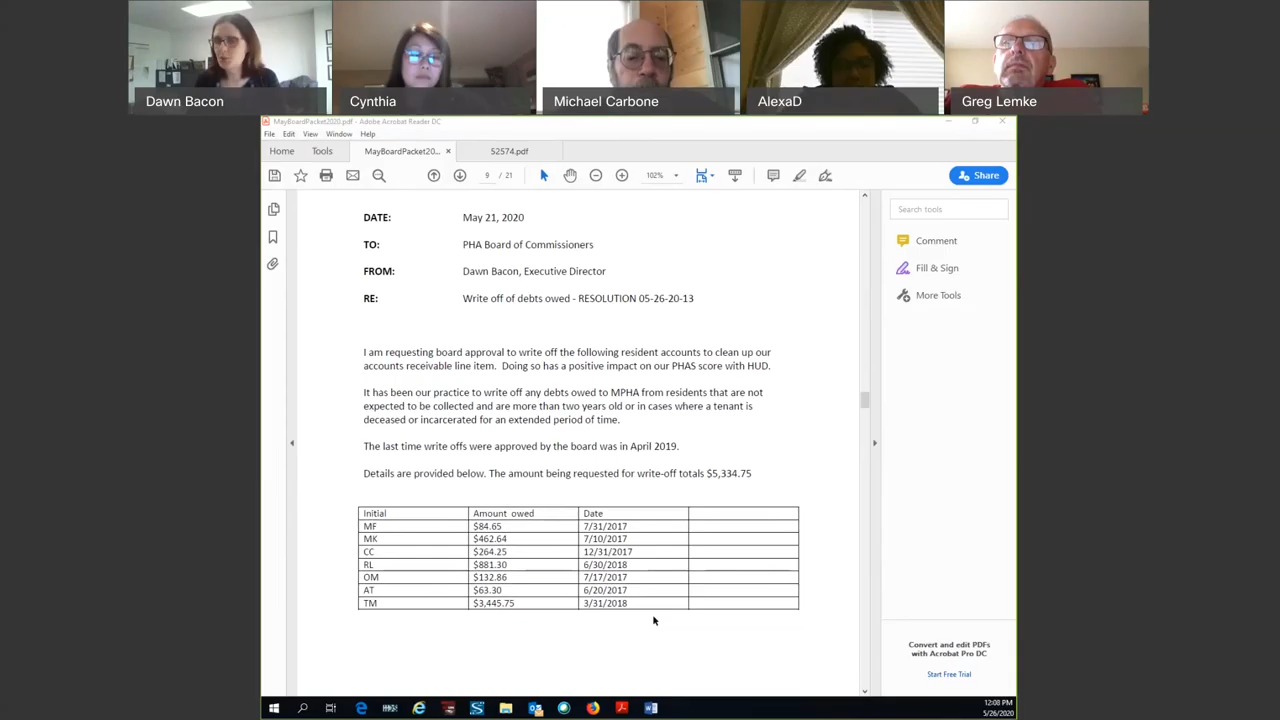 Dawn Bacon
Cynthia
Michael Carbone
AlexaD
Greg Lemke
MayBoardPacket2020.pdf - Adobe Acrobat Reader DC
File Edit View Window Help
Home Tools MayBoardPacket20... × 52574.pdf
9 / 21 102% Share
Search tools
Comment
Fill & Sign
More Tools
DATE: May 21, 2020
TO: PHA Board of Commissioners
FROM: Dawn Bacon, Executive Director
RE: Write off of debts owed - RESOLUTION 05-26-20-13
I am requesting board approval to write off the following resident accounts to clean up our
accounts receivable line item. Doing so has a positive impact on our PHAS score with HUD.
It has been our practice to write off any debts owed to MPHA from residents that are not
expected to be collected and are more than two years old or in cases where a tenant is
deceased or incarcerated for an extended period of time.
The last time write offs were approved by the board was in April 2019.
Details are provided below. The amount being requested for write-off totals $5,334.75
Initial Amount owed Date
MF $84.65 7/31/2017
MK $462.64 7/10/2017
CC $264.25 12/31/2017
RL $881.30 6/30/2018
OM $132.86 7/17/2017
AT $63.30 6/20/2017
TM $3,445.75 3/31/2018
Convert and edit PDFs
with Acrobat Pro DC
Start Free Trial
12:08 PM
5/26/2020